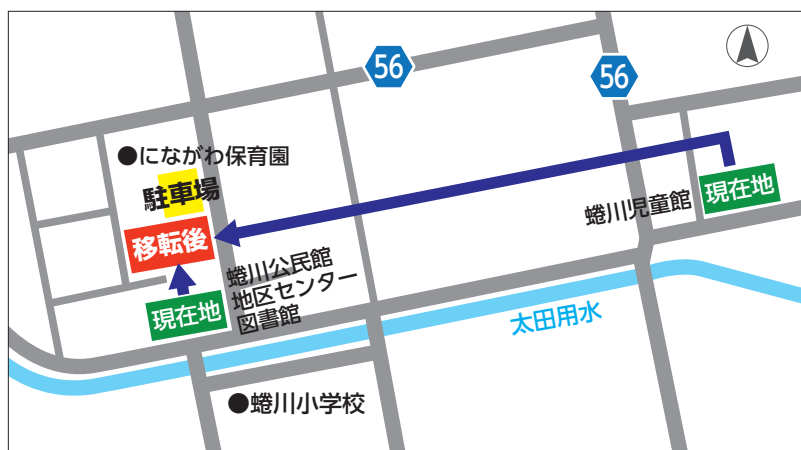 56
56
●にながわ保育園
駐車場
移転後
現在地
蜷川公民館
地区センター
図書館
蜷川児童館
現在地
太田用水
●蜷川小学校